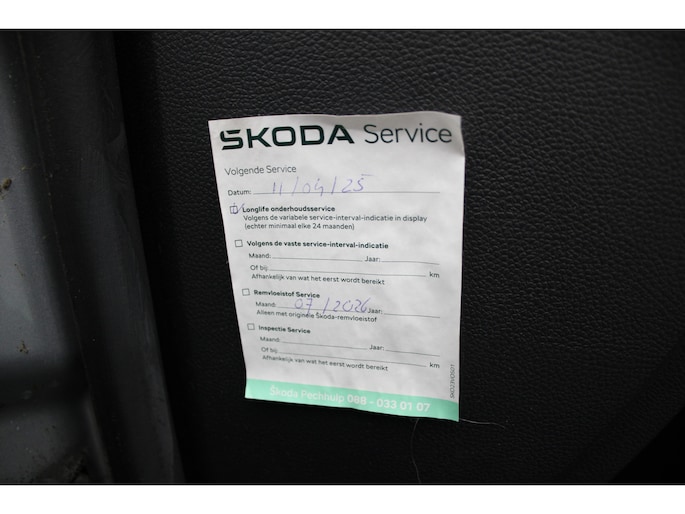 ŠKODA Service
Volgende Service
Datum: 11/04/25
Longlife onderhoudsservice
Volgens de variabele service-interval-indicatie in display
(echter minimaal elke 24 maanden)
Volgens de vaste service-interval-indicatie
Maand: Jaar:
Of bij km
Afhankelijk van wat het eerst wordt bereikt
Remvloeistof Service
Maand: 07/2026 Jaar:
Alleen met originele Škoda-remvloeistof
Inspectie Service
Maand: Jaar:
Of bij km
Afhankelijk van wat het eerst wordt bereikt
Škoda Pechhulp 088 - 033 01 07